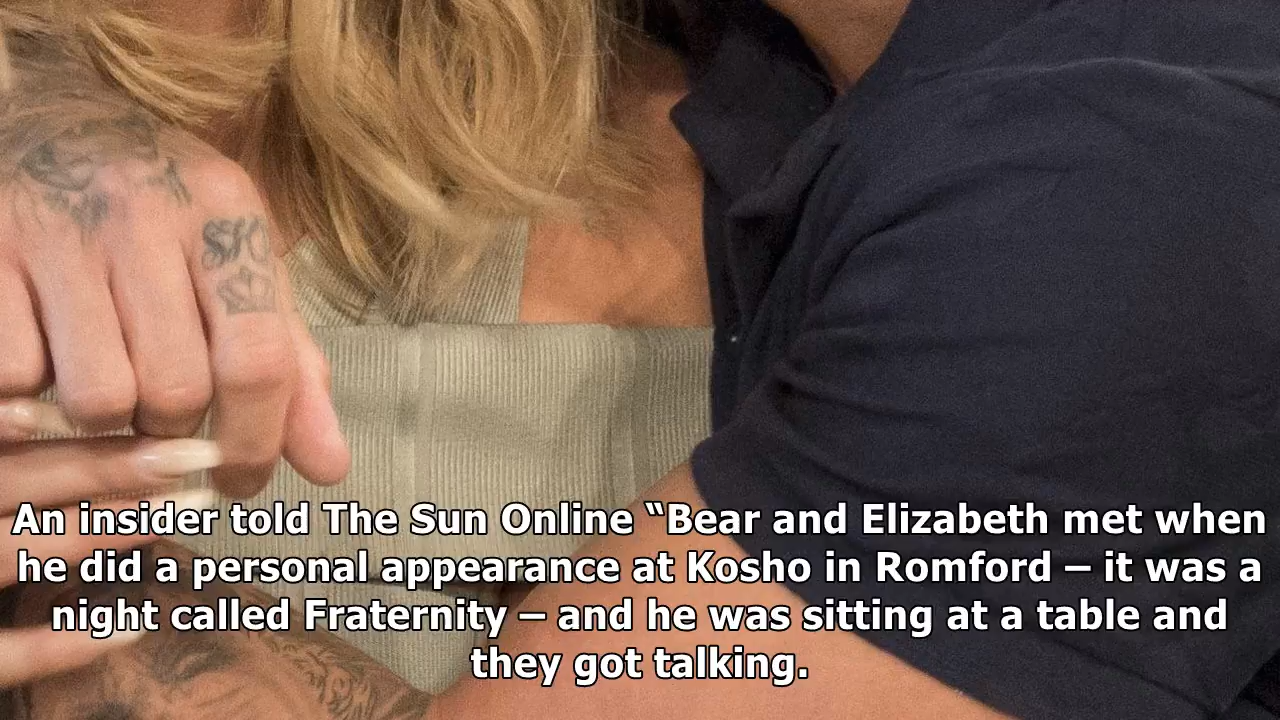 An insider told The Sun Online “Bear and Elizabeth met when
he did a personal appearance at Kosho in Romford – it was a
night called Fraternity – and he was sitting at a table and
they got talking.